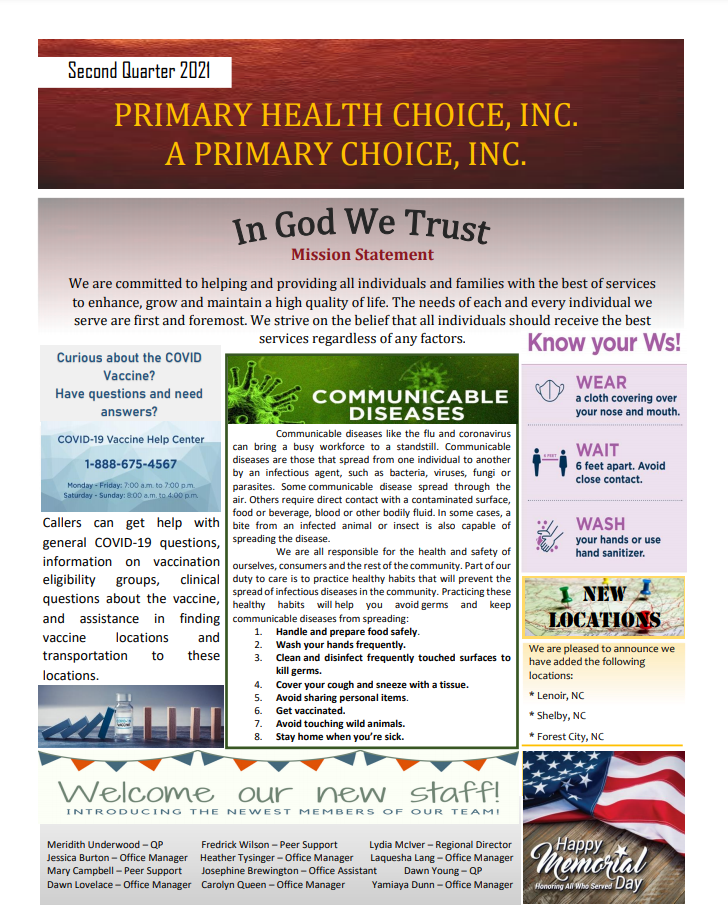 Second Quarter 2021
PRIMARY HEALTH CHOICE, INC.
A PRIMARY CHOICE, INC.
In God We Trust
Mission Statement
We are committed to helping and providing all individuals and families with the best of services
to enhance, grow and maintain a high quality of life. The needs of each and every individual we
serve are first and foremost. We strive on the belief that all individuals should receive the best
services regardless of any factors.
Curious about the COVID
Vaccine?
Have questions and need
answers?
COVID-19 Vaccine Help Center
1-888-675-4567
Monday - Friday: 7:00 a.m. to 7:00 p.m.
Saturday - Sunday: 8:00 a.m. to 4:00 p.m.
Callers can get help with
general COVID-19 questions,
information on vaccination
eligibility groups, clinical
questions about the vaccine,
and assistance in finding
vaccine locations and
transportation to these
locations.
COMMUNICABLE
DISEASES
Communicable diseases like the flu and coronavirus
can bring a busy workforce to a standstill. Communicable
diseases are those that spread from one individual to another
by an infectious agent, such as bacteria, viruses, fungi or
parasites. Some communicable disease spread through the
air. Others require direct contact with a contaminated surface,
food or beverage, blood or other bodily fluid. In some cases, a
bite from an infected animal or insect is also capable of
spreading the disease.
We are all responsible for the health and safety of
ourselves, consumers and the rest of the community. Part of our
duty to care is to practice healthy habits that will prevent the
spread of infectious diseases in the community. Practicing these
healthy habits will help you avoid germs and keep
communicable diseases from spreading:
1. Handle and prepare food safely.
2. Wash your hands frequently.
3. Clean and disinfect frequently touched surfaces to
kill germs.
4. Cover your cough and sneeze with a tissue.
5. Avoid sharing personal items.
6. Get vaccinated.
7. Avoid touching wild animals.
8. Stay home when you're sick.
Know your Ws!
WEAR
a cloth covering over
your nose and mouth.
6 FEET
WAIT
6 feet apart. Avoid
close contact.
WASH
your hands or use
hand sanitizer.
NEW
LOCATIONS
We are pleased to announce we
have added the following
locations:
* Lenoir, NC
* Shelby, NC
* Forest City, NC
Welcome our new staff!
INTRODUCING THE NEWEST MEMBERS OF OUR TEAM!
Meridith Underwood – QP
Jessica Burton – Office Manager
Mary Campbell – Peer Support
Dawn Lovelace – Office Manager
Fredrick Wilson – Peer Support
Heather Tysinger – Office Manager
Josephine Brewington – Office Assistant
Carolyn Queen – Office Manager
Lydia McIver – Regional Director
Laquesha Lang – Office Manager
Dawn Young – QP
Yamiaya Dunn – Office Manager
Happy
Memorial
Day
Honoring All Who Served